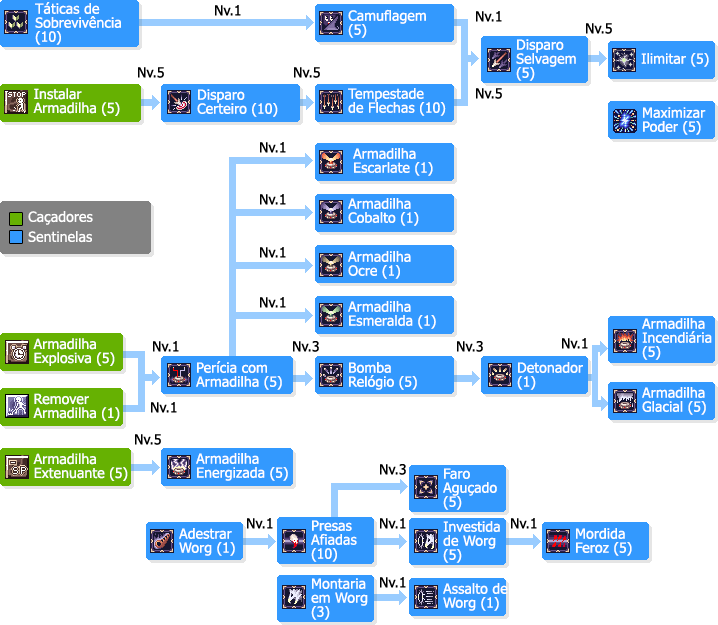 Táticas de
Sobrevivência
(10)
Nv.1
Camuflagem
(5)
Nv.1
Disparo
Selvagem
(5)
Nv.5
Ilimitar (5)
Instalar
Armadilha (5)
Nv.5
Disparo
Certeiro (10)
Nv.5
Tempestade
de Flechas (10)
Nv.5
Maximizar
Poder (5)
Nv.1
Armadilha
Escarlate (1)
Nv.1
Armadilha
Cobalto (1)
Nv.1
Armadilha
Ocre (1)
Nv.1
Armadilha
Esmeralda (1)
Caçadores
Sentinelas
Armadilha
Explosiva (5)
Nv.1
Remover
Armadilha (1)
Nv.1
Perícia com
Armadilha (5)
Nv.3
Bomba
Relógio (5)
Nv.3
Detonador
(1)
Nv.1
Armadilha
Incendiária
(5)
Armadilha
Glacial (5)
Armadilha
Extenuante (5)
Nv.5
Armadilha
Energizada (5)
Nv.3
Faro
Aguçado
(5)
Adestrar
Worg (1)
Nv.1
Presas
Afiadas
(10)
Nv.1
Investida
de Worg
(5)
Nv.1
Mordida
Feroz (5)
Montaria
em Worg
(3)
Nv.1
Assalto de
Worg (1)
STOP